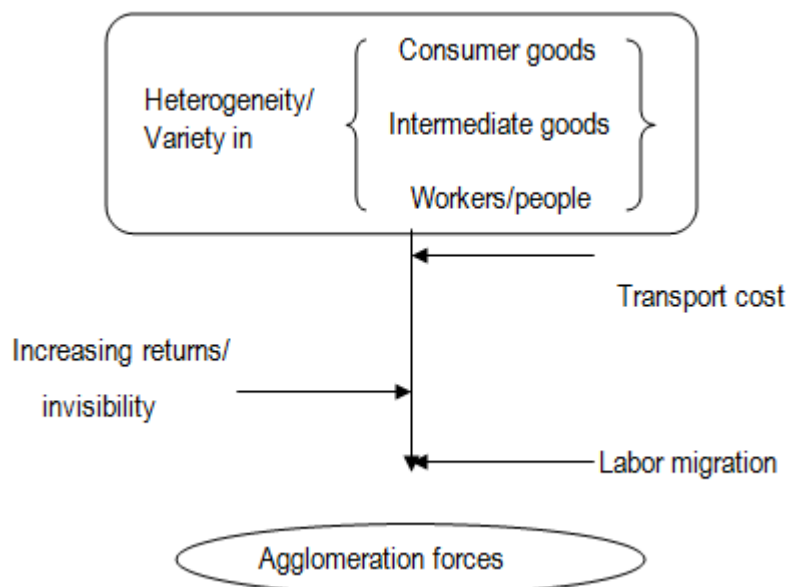 Consumer goods
Heterogeneity/
Variety in
Intermediate goods
Workers/people
Transport cost
Increasing returns/
invisibility
Labor migration
Agglomeration forces